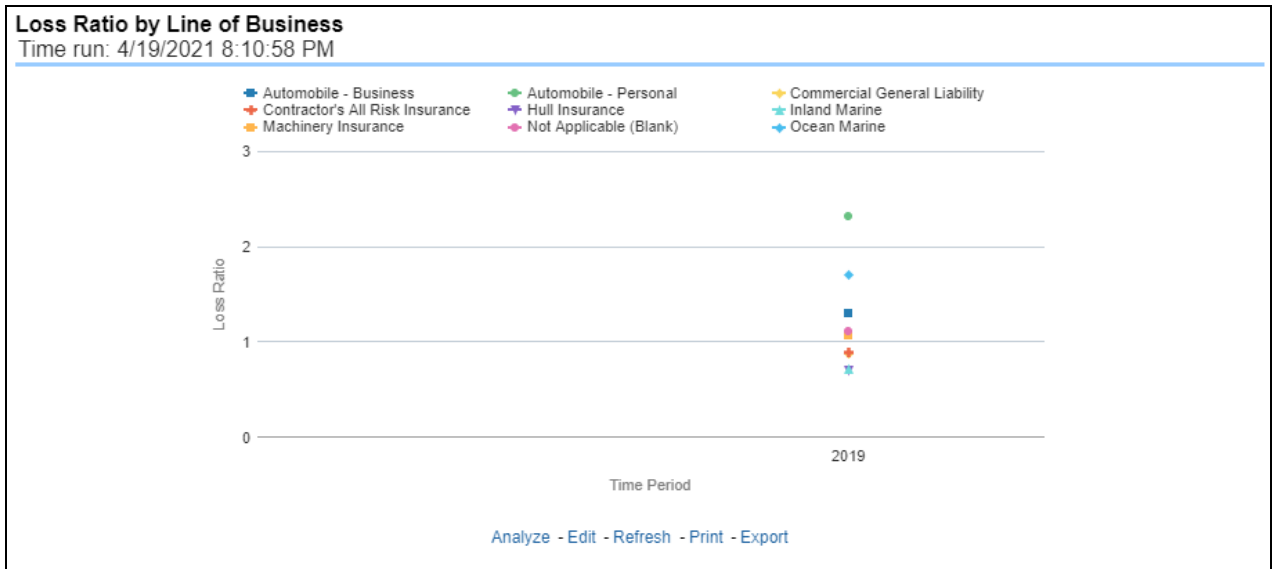 Loss Ratio by Line of Business
Time run: 4/19/2021 8:10:58 PM
Automobile - Business
Automobile - Personal
Commercial General Liability
Contractor's All Risk Insurance
Hull Insurance
Inland Marine
Machinery Insurance
Not Applicable (Blank)
Ocean Marine
3
2
1
0
Loss Ratio
2019
Time Period
Analyze - Edit - Refresh - Print - Export